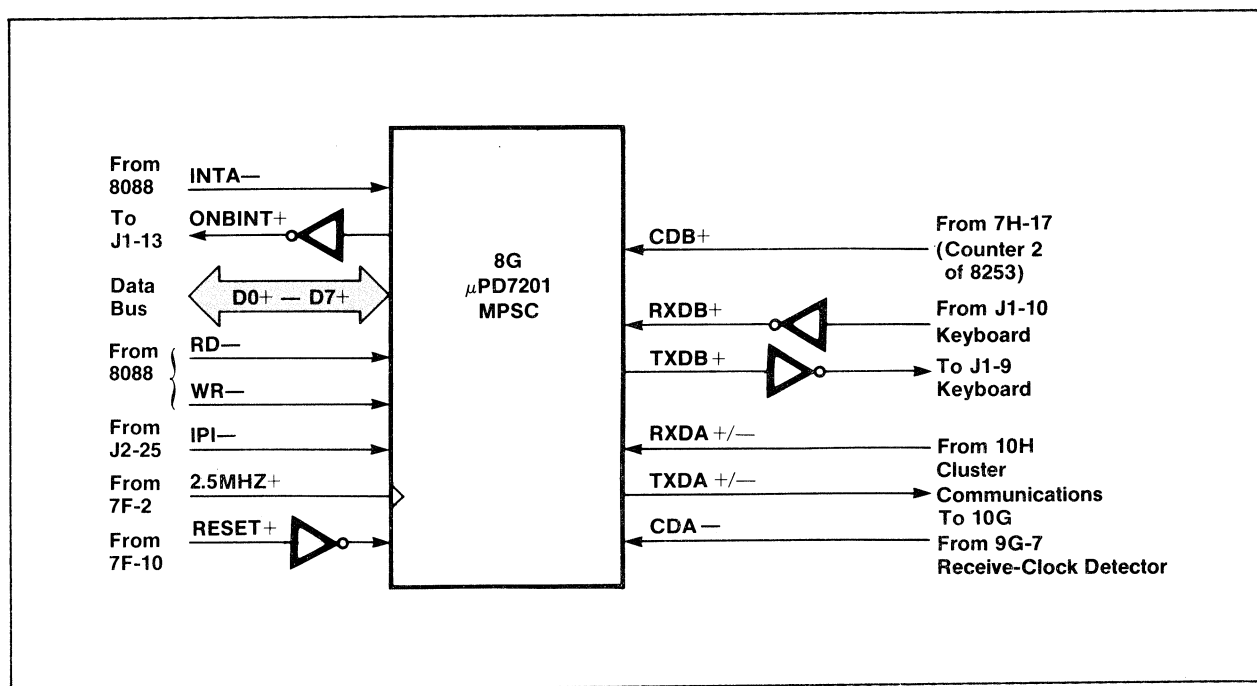 From
8088
INTA—
To
J1-13
ONBINT+
Data
Bus
D0+ — D7+
From
8088
RD—
WR—
From
J2-25
IPI—
From
7F-2
2.5MHZ+
From
7F-10
RESET+
8G
μPD7201
MPSC
CDB+
From 7H-17
(Counter 2
of 8253)
RXDB+
From J1-10
Keyboard
TXDB+
To J1-9
Keyboard
RXDA +/—
From 10H
Cluster
Communications
TXDA +/—
To 10G
CDA —
From 9G-7
Receive-Clock Detector